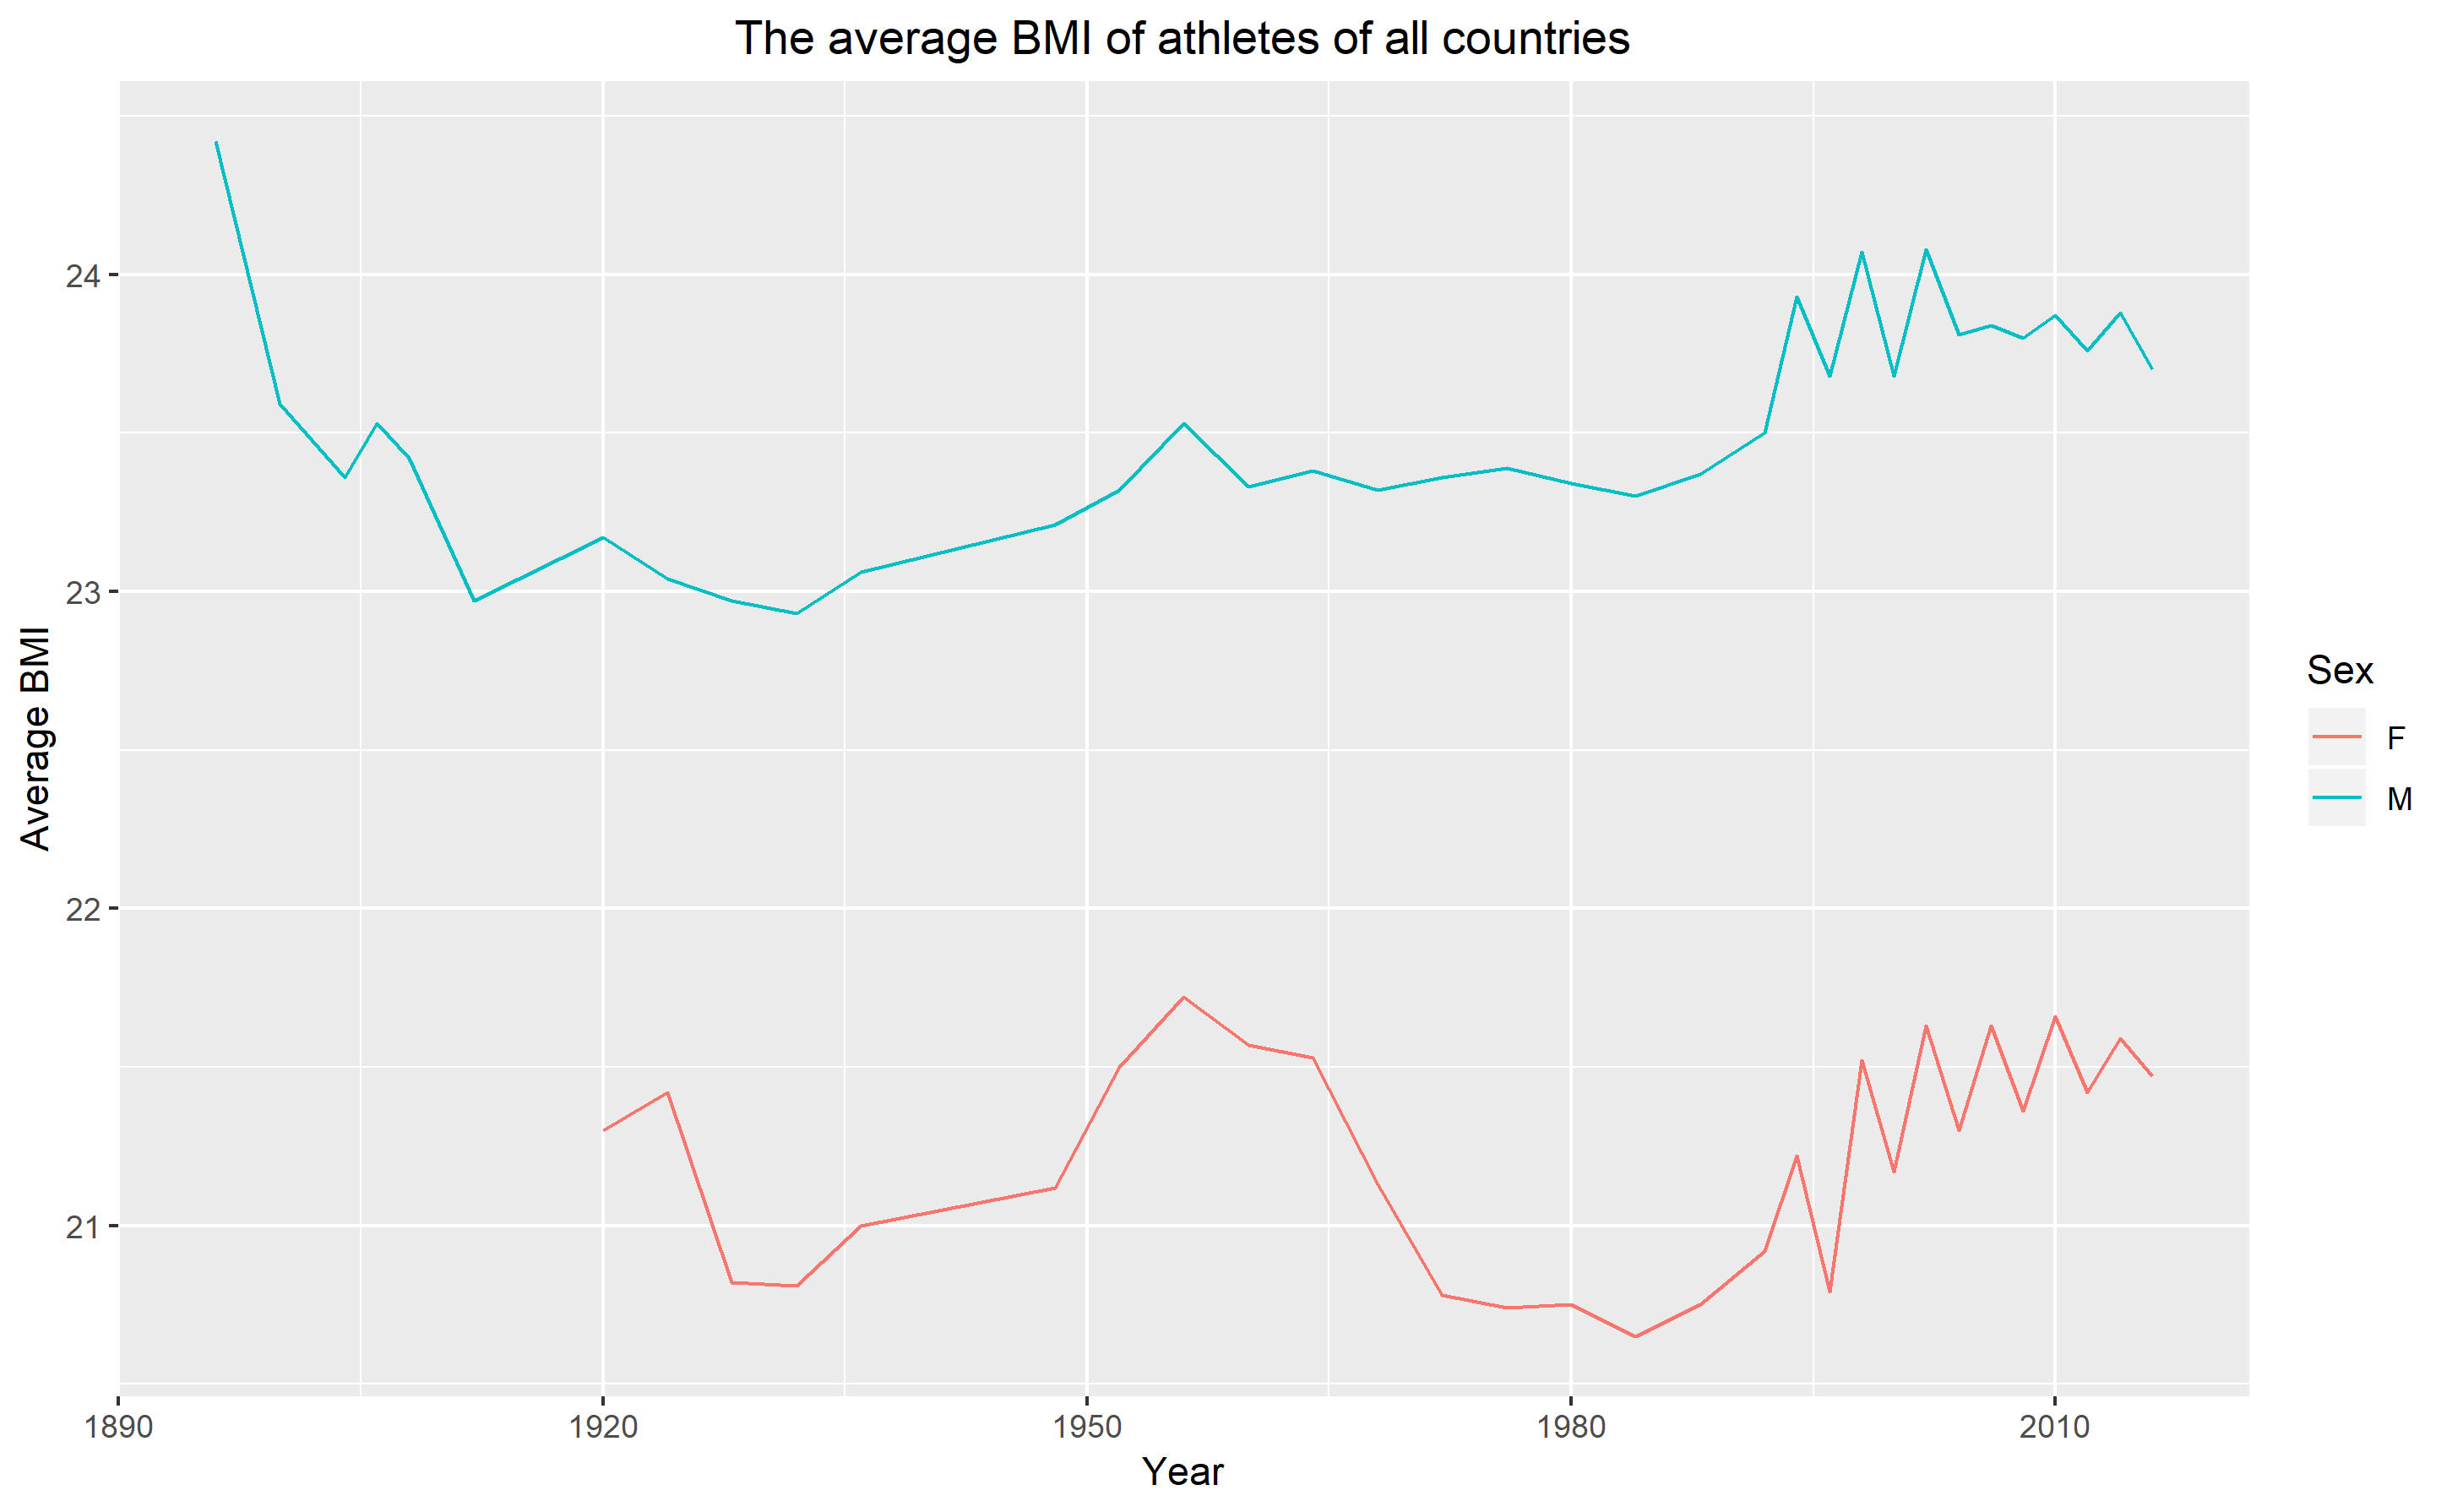 The average BMI of athletes of all countries
24
23
22
21
Average BMI
1890 1920 1950 1980 2010
Year
Sex
F
M